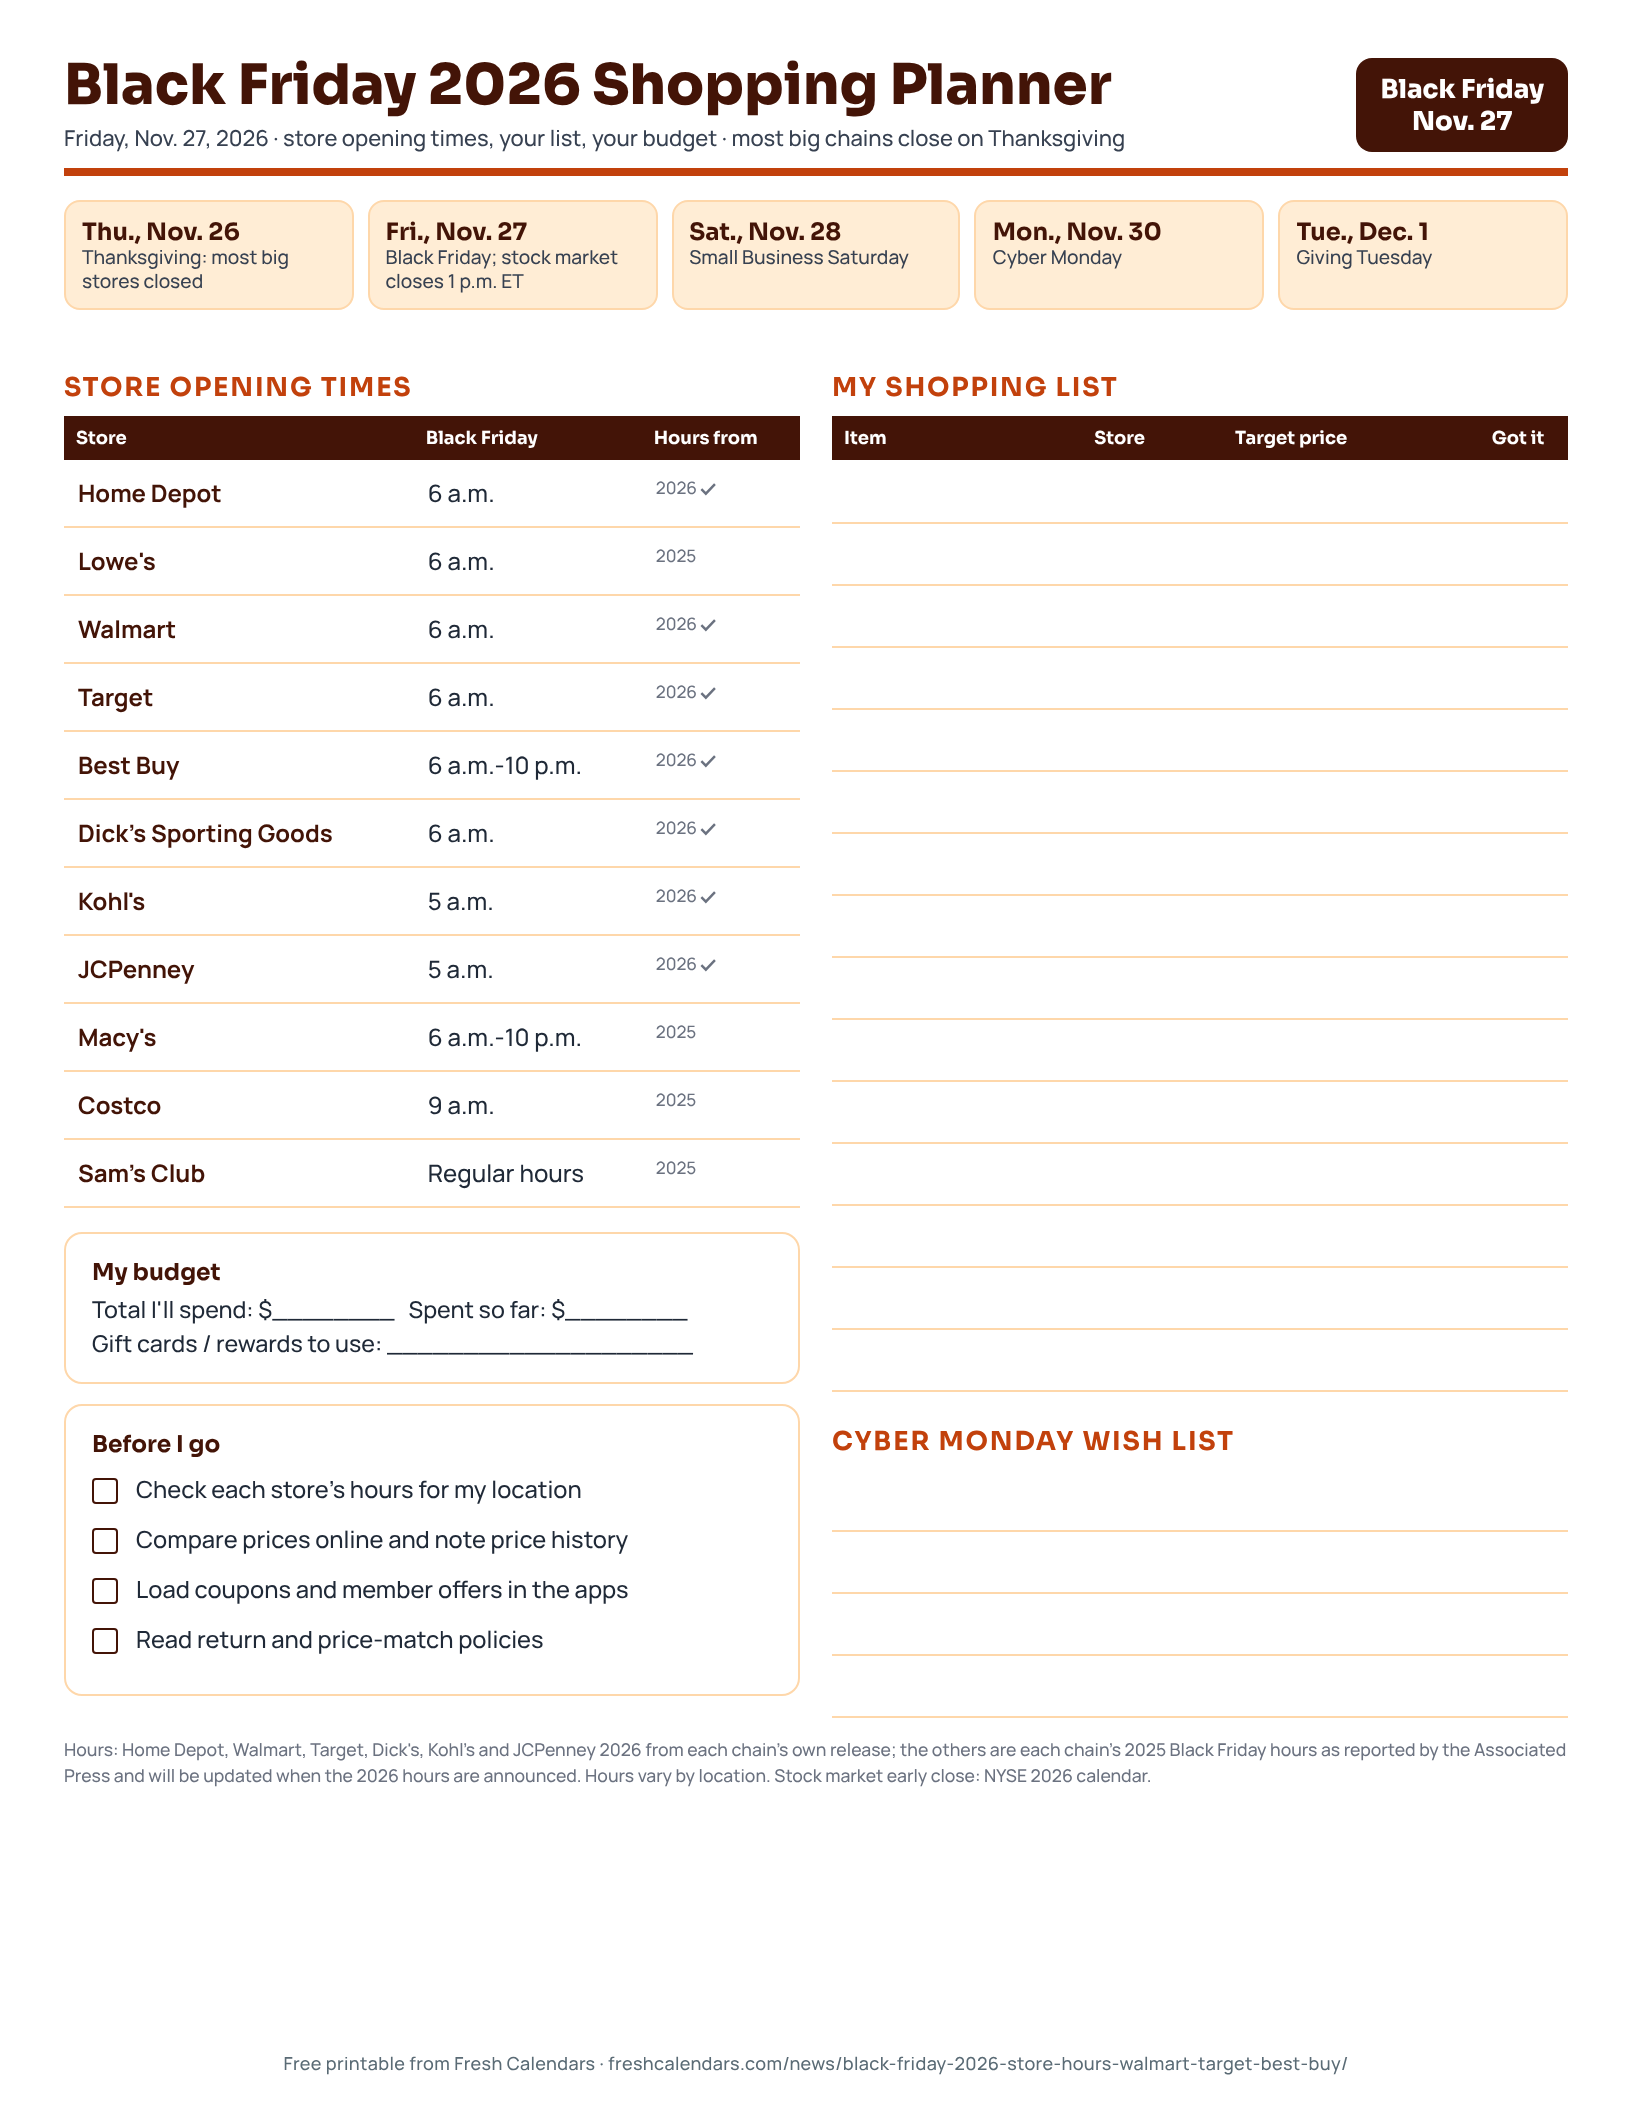 Black Friday 2026 Shopping Planner
Friday, Nov. 27, 2026 · store opening times, your list, your budget · most big chains close on Thanksgiving
Black Friday
Nov. 27
Thu., Nov. 26
Thanksgiving: most big
stores closed
Fri., Nov. 27
Black Friday; stock market
closes 1 p.m. ET
Sat., Nov. 28
Small Business Saturday
Mon., Nov. 30
Cyber Monday
Tue., Dec. 1
Giving Tuesday
STORE OPENING TIMES
Store Black Friday Hours from
Home Depot 6 a.m. 2026 ✓
Lowe's 6 a.m. 2025
Walmart 6 a.m. 2026 ✓
Target 6 a.m. 2026 ✓
Best Buy 6 a.m.-10 p.m. 2026 ✓
Dick’s Sporting Goods 6 a.m. 2026 ✓
Kohl's 5 a.m. 2026 ✓
JCPenney 5 a.m. 2026 ✓
Macy's 6 a.m.-10 p.m. 2025
Costco 9 a.m. 2025
Sam’s Club Regular hours 2025
My budget
Total I'll spend: $__________ Spent so far: $__________
Gift cards / rewards to use: _________________________
Before I go
Check each store’s hours for my location
Compare prices online and note price history
Load coupons and member offers in the apps
Read return and price-match policies
MY SHOPPING LIST
Item Store Target price Got it
CYBER MONDAY WISH LIST
Hours: Home Depot, Walmart, Target, Dick's, Kohl's and JCPenney 2026 from each chain's own release; the others are each chain's 2025 Black Friday hours as reported by the Associated
Press and will be updated when the 2026 hours are announced. Hours vary by location. Stock market early close: NYSE 2026 calendar.
Free printable from Fresh Calendars · freshcalendars.com/news/black-friday-2026-store-hours-walmart-target-best-buy/